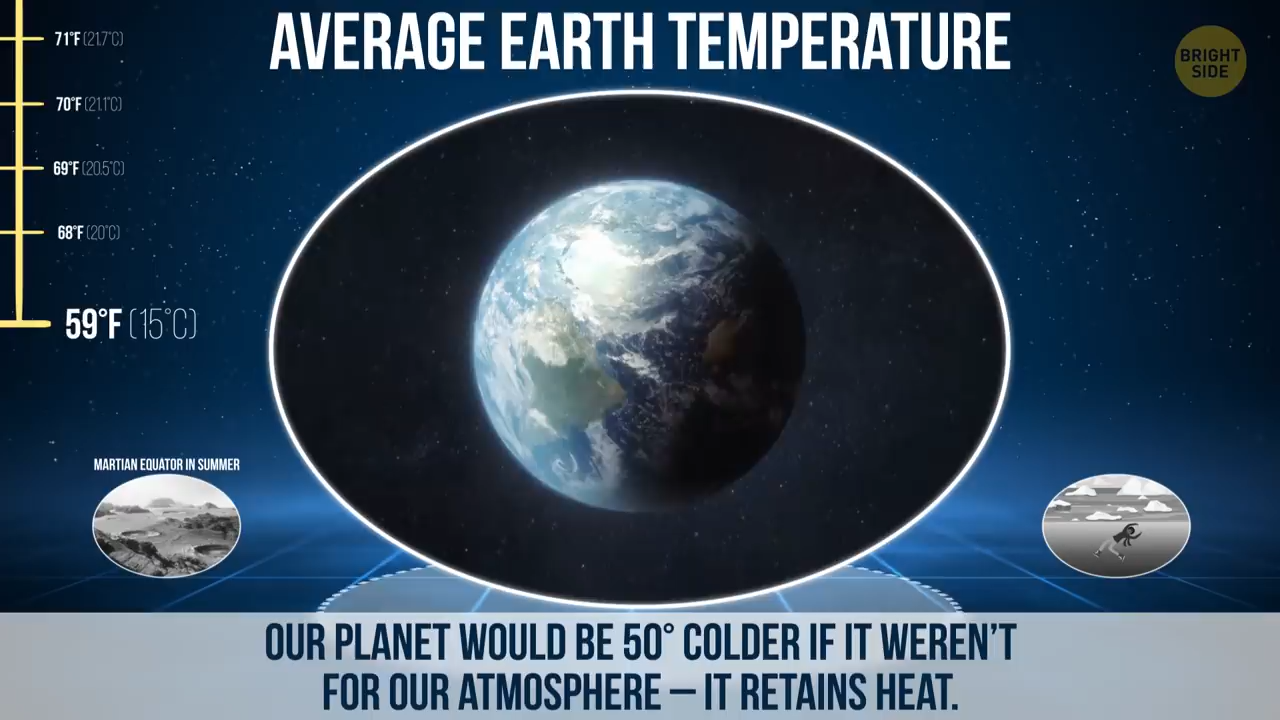 AVERAGE EARTH TEMPERATURE
BRIGHT
SIDE
71°F (21.7°C)
70°F (21.1°C)
69°F (20.5°C)
68°F (20°C)
59°F (15°C)
MARTIAN EQUATOR IN SUMMER
OUR PLANET WOULD BE 50° COLDER IF IT WEREN'T
FOR OUR ATMOSPHERE – IT RETAINS HEAT.